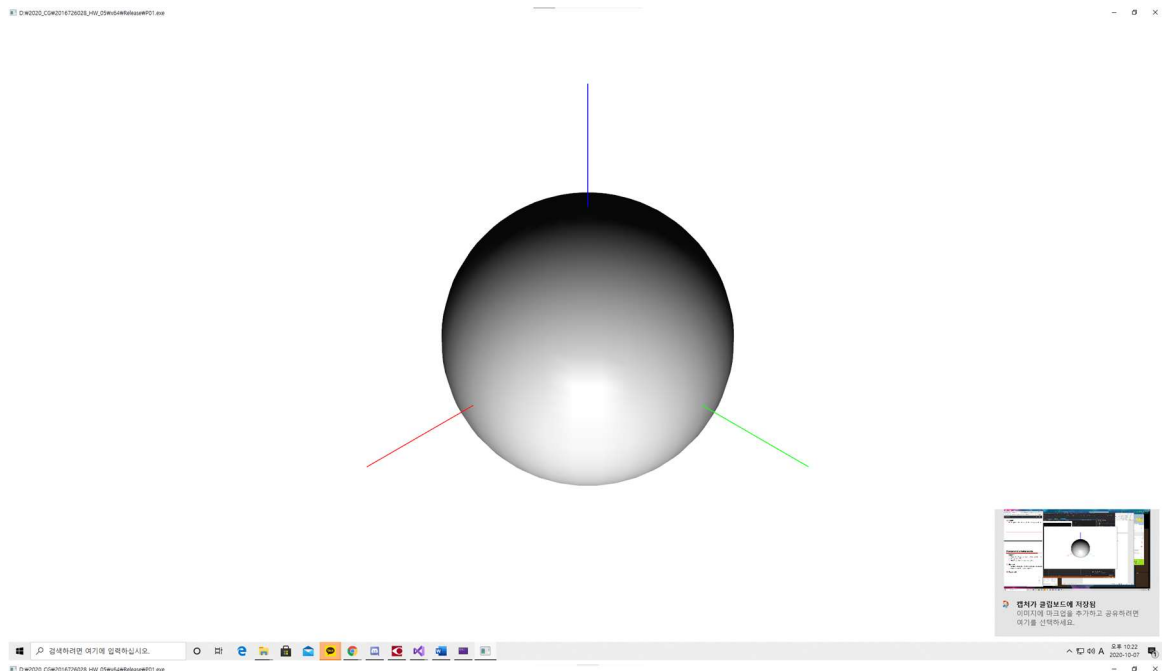 D:₩2020_CG₩2016726028_HW_05₩x64₩Release₩P01.exe
캡처가 클립보드에 저장됨
이미지에 마크업을 추가하고 공유하려면
여기를 선택하세요.
검색하려면 여기에 입력하십시오.
A
오후 10:22
2020-10-07
D:₩2020_CG₩2016726028_HW_05₩x64₩Release₩P01.exe